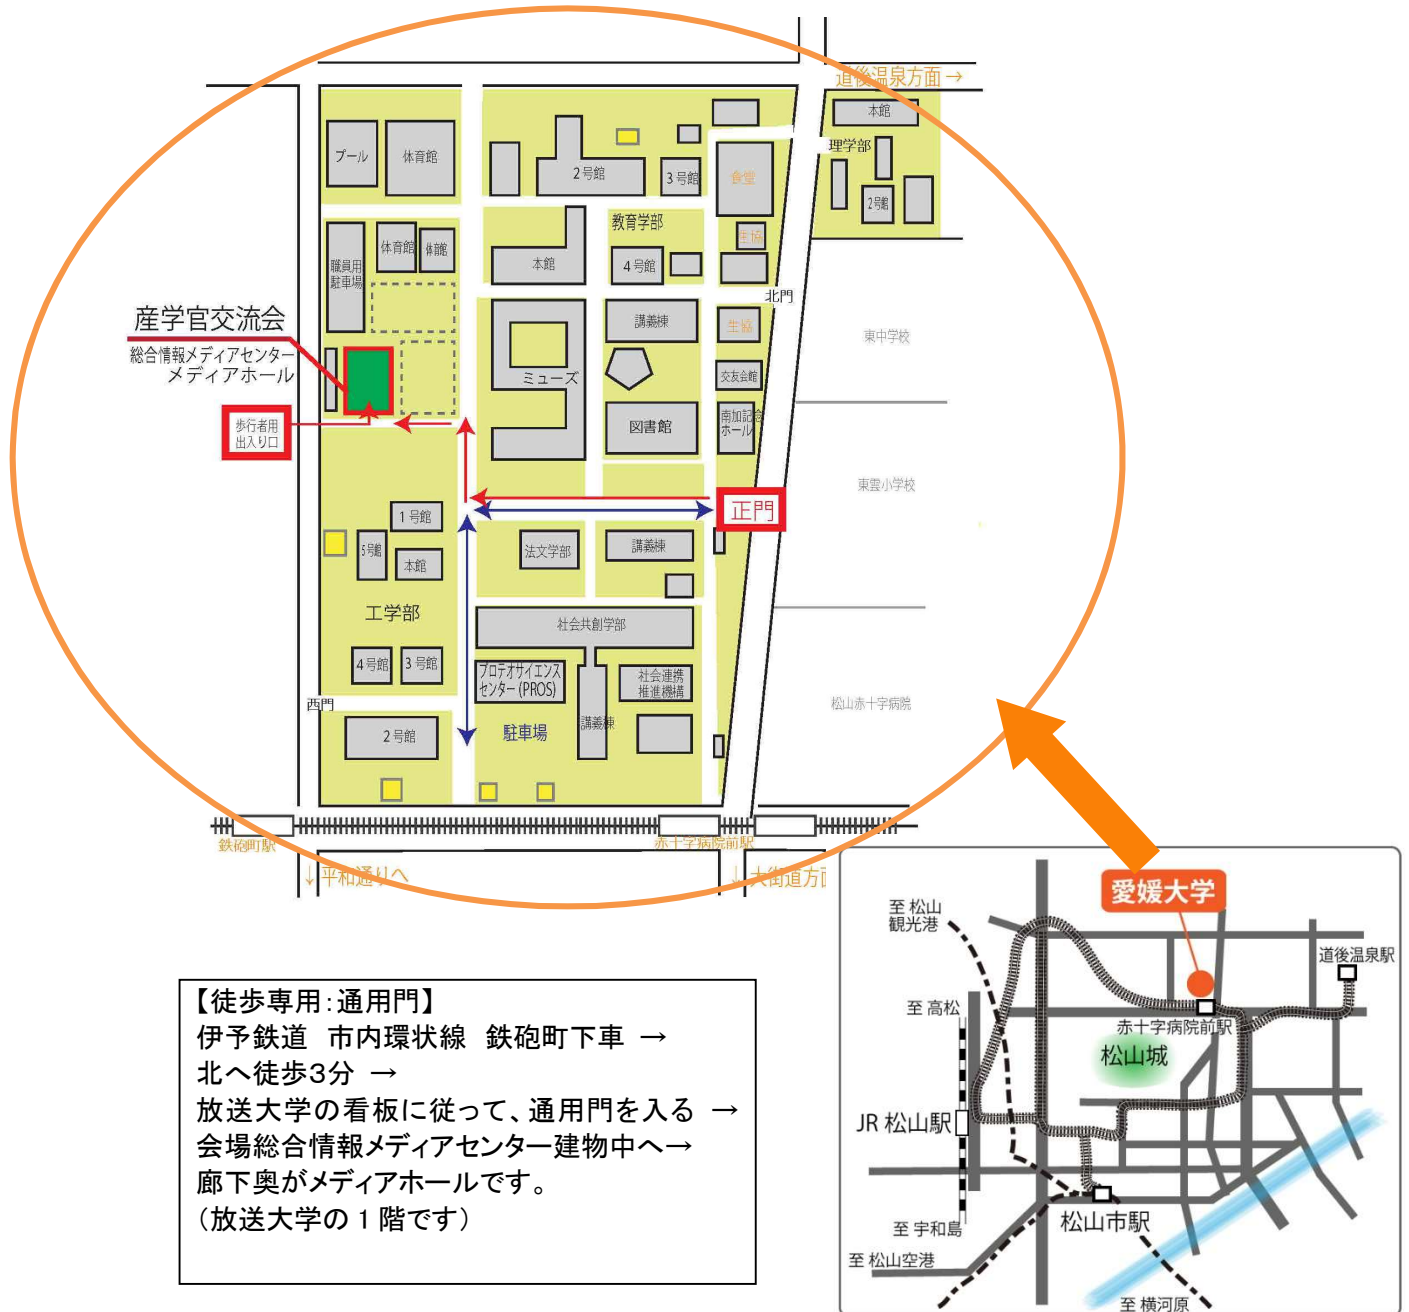 道後温泉方面→
本館
理学部
2号館
プール
体育館
2号館
3号館
食堂
教育学部
生協
職員用
駐車場
体育館
体育館
本館
4号館
北門
産学官交流会
総合情報メディアセンター
メディアホール
講義棟
生協
東中学校
ミューズ
交友会館
歩行者用
出入り口
図書館
南加記念
ホール
東雲小学校
正門
1号館
5号館
本館
法文学部
講義棟
工学部
社会共創学部
4号館
3号館
プロテオサイエンス
センター(PROS)
社会連携
推進機構
西門
松山赤十字病院
2号館
駐車場
講義棟
鉄砲町駅
赤十字病院前駅
↓平和通りへ
↓大街道方面
愛媛大学
至 松山
観光港
道後温泉駅
至 高松
赤十字病院前駅
松山城
JR 松山駅
松山市駅
至 宇和島
至 松山空港
至 横河原
【徒歩専用:通用門】
伊予鉄道 市内環状線 鉄砲町下車 →
北へ徒歩3分 →
放送大学の看板に従って、通用門を入る →
会場総合情報メディアセンター建物中へ→
廊下奥がメディアホールです。
(放送大学の1階です)